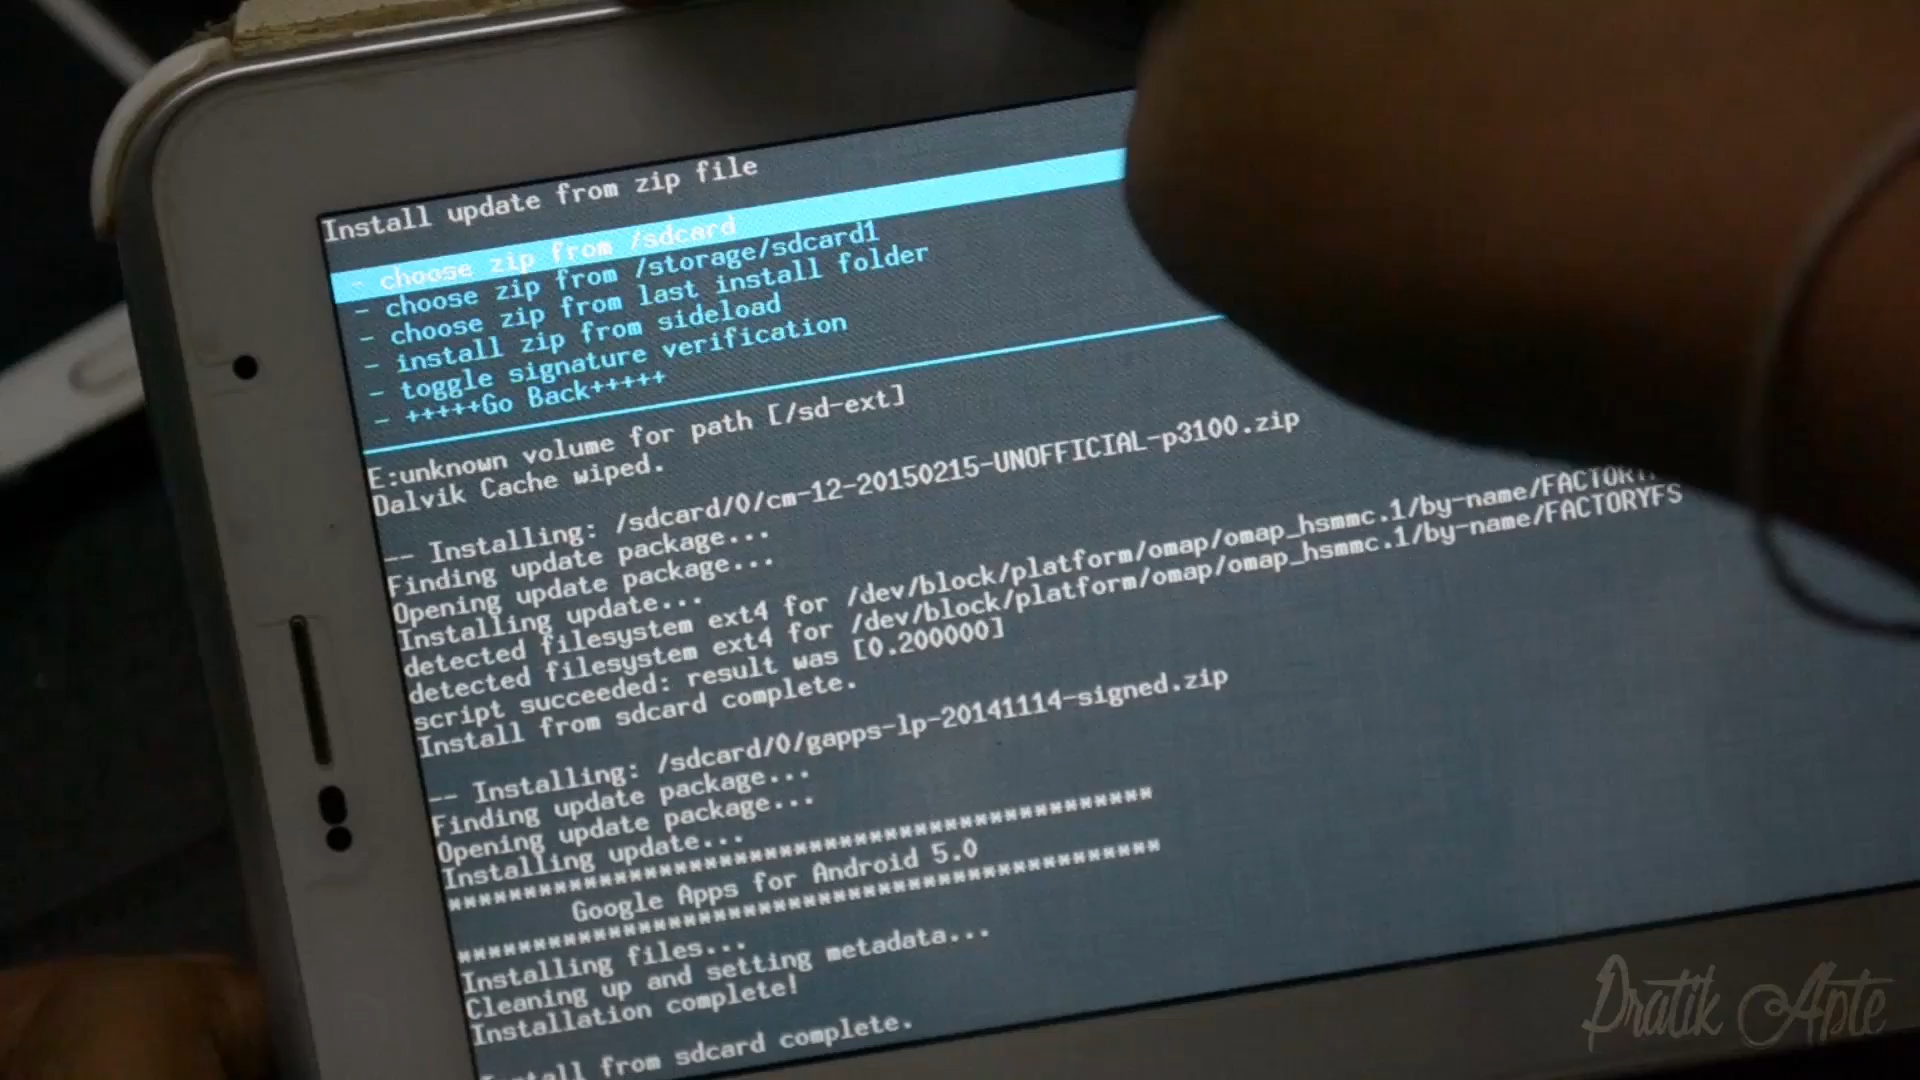 Install update from zip file
- choose zip from /sdcard
- choose zip from /storage/sdcard1
- choose zip from last install folder
- install zip from sideload
- toggle signature verification
- +++++Go Back+++++
E:unknown volume for path [/sd-ext]
Dalvik Cache wiped.
-- Installing: /sdcard/0/cm-12-20150215-UNOFFICIAL-p3100.zip
Finding update package...
Opening update package...
Installing update...
detected filesystem ext4 for /dev/block/platform/omap/omap_hsmmc.1/by-name/
detected filesystem ext4 for /dev/block/platform/omap/omap_hsmmc.1/by-name/FACTORYFS
script succeeded: result was [0.200000]
Install from sdcard complete.
-- Installing: /sdcard/0/gapps-lp-20141114-signed.zip
Finding update package...
Opening update package...
Installing update...
************************************************
Google Apps for Android 5.0
************************************************
Installing files...
Cleaning up and setting metadata...
Installation complete!
from sdcard complete.
Pratik Apte